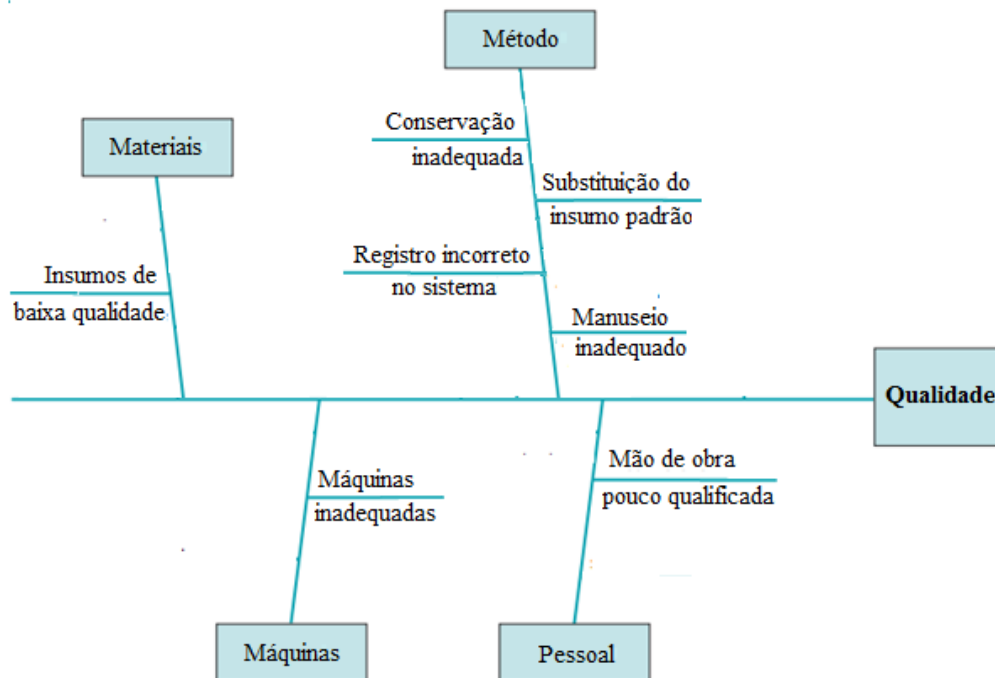 Método
Conservação
inadequada
Materiais
Substituição do
insumo padrão
Registro incorreto
no sistema
Insumos de
baixa qualidade
Manuseio
inadequado
Qualidade
Mão de obra
pouco qualificada
Máquinas
inadequadas
Máquinas
Pessoal